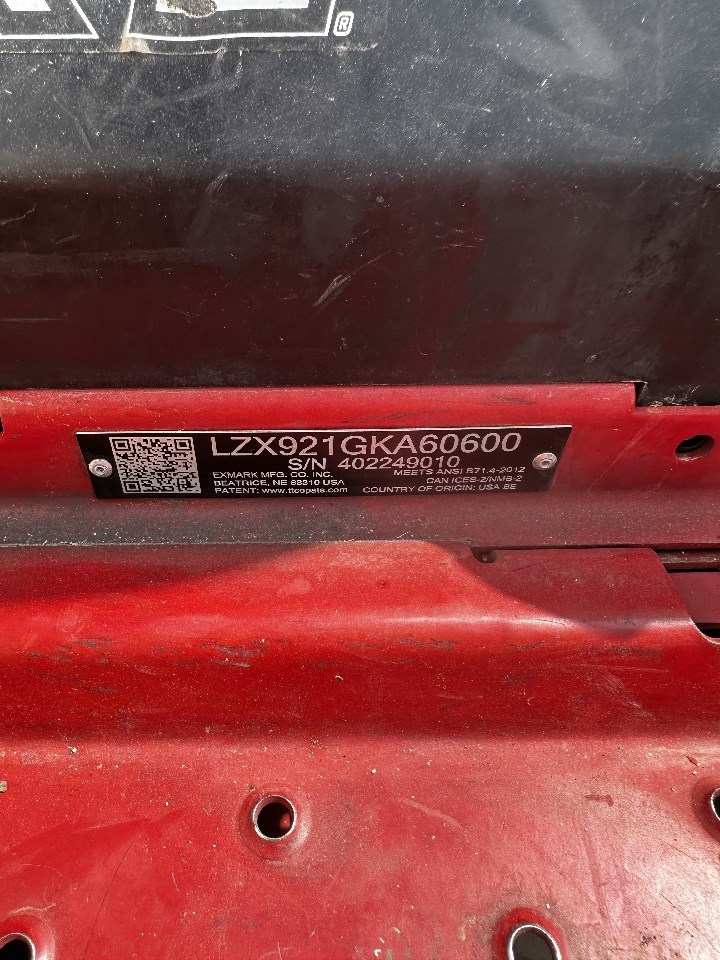 ®
LZX921GKA60600
S/N 402249010
EXMARK MFG. CO. INC. MEETS ANSI B71.4-2012
BEATRICE, NE 68310 USA CAN ICES-2/NMB-2
PATENT: www.ttcopats.com COUNTRY OF ORIGIN: USA BE